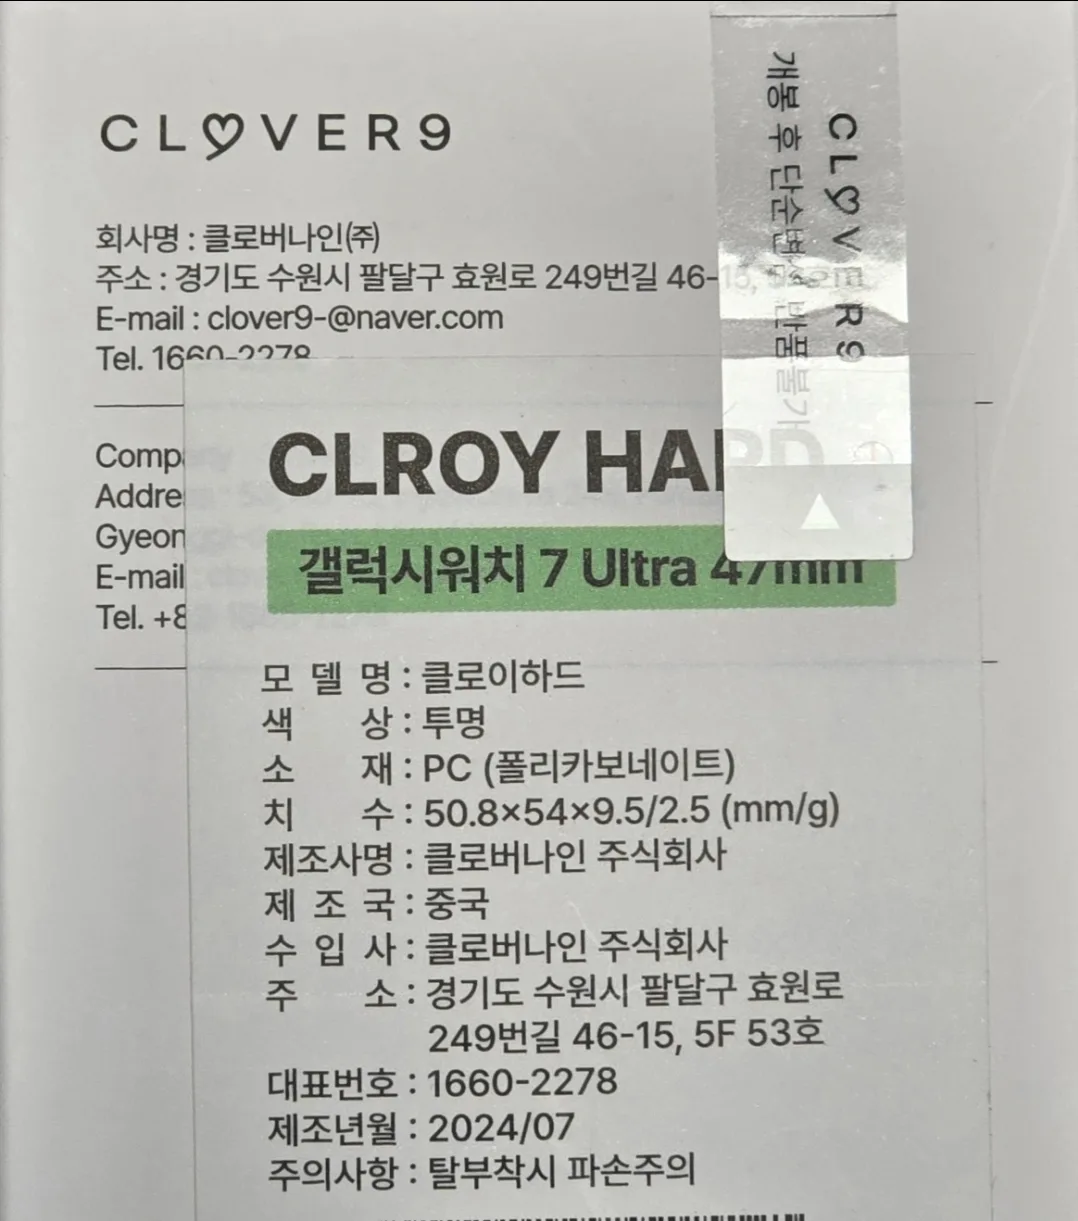 CLOVER9
회사명 : 클로버나인㈜
주소 : 경기도 수원시 팔달구 효원로 249번길 46-15,
E-mail : clover9-@naver.com
Tel. 1660-2278
CLOVER9
개봉 후 단순변심 반품불가
Company
Addre
Gyeon
E-mail
Tel. +8
CLROY HARD
갤럭시워치 7 Ultra 47mm
모델명 : 클로이하드
색상 : 투명
소재 : PC (폴리카보네이트)
치수 : 50.8×54×9.5/2.5 (mm/g)
제조사명 : 클로버나인 주식회사
제조국 : 중국
수입사 : 클로버나인 주식회사
주소 : 경기도 수원시 팔달구 효원로
249번길 46-15, 5F 53호
대표번호 : 1660-2278
제조년월 : 2024/07
주의사항 : 탈부착시 파손주의